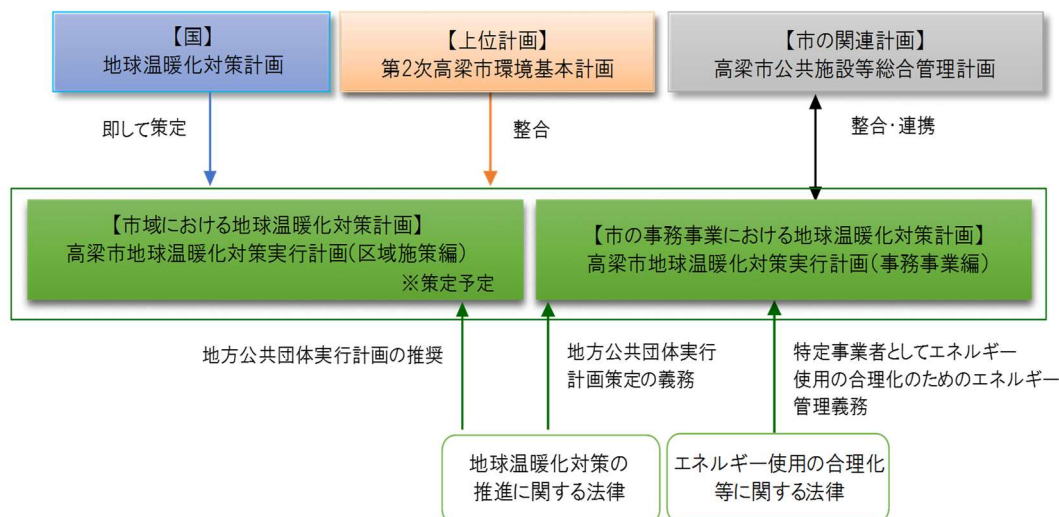 【国】
地球温暖化対策計画
【上位計画】
第2次高梁市環境基本計画
【市の関連計画】
高梁市公共施設等総合管理計画
即して策定
整合
整合・連携
【市域における地球温暖化対策計画】
高梁市地球温暖化対策実行計画(区域施策編)
※策定予定
【市の事務事業における地球温暖化対策計画】
高梁市地球温暖化対策実行計画(事務事業編)
地方公共団体実行計画の推奨
地方公共団体実行
計画策定の義務
特定事業者としてエネルギー
使用の合理化のためのエネルギー
管理義務
地球温暖化対策の
推進に関する法律
エネルギー使用の合理化
等に関する法律